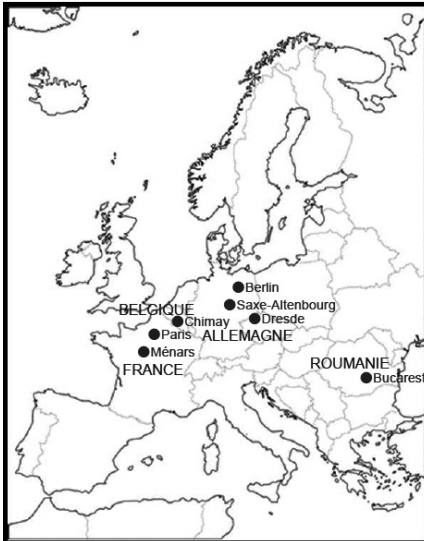 Berlin
Saxe-Altenbourg
BELGIQUE
Dresde
Chimay
Paris
ALLEMAGNE
Ménars
ROUMANIE
FRANCE
Bucarest